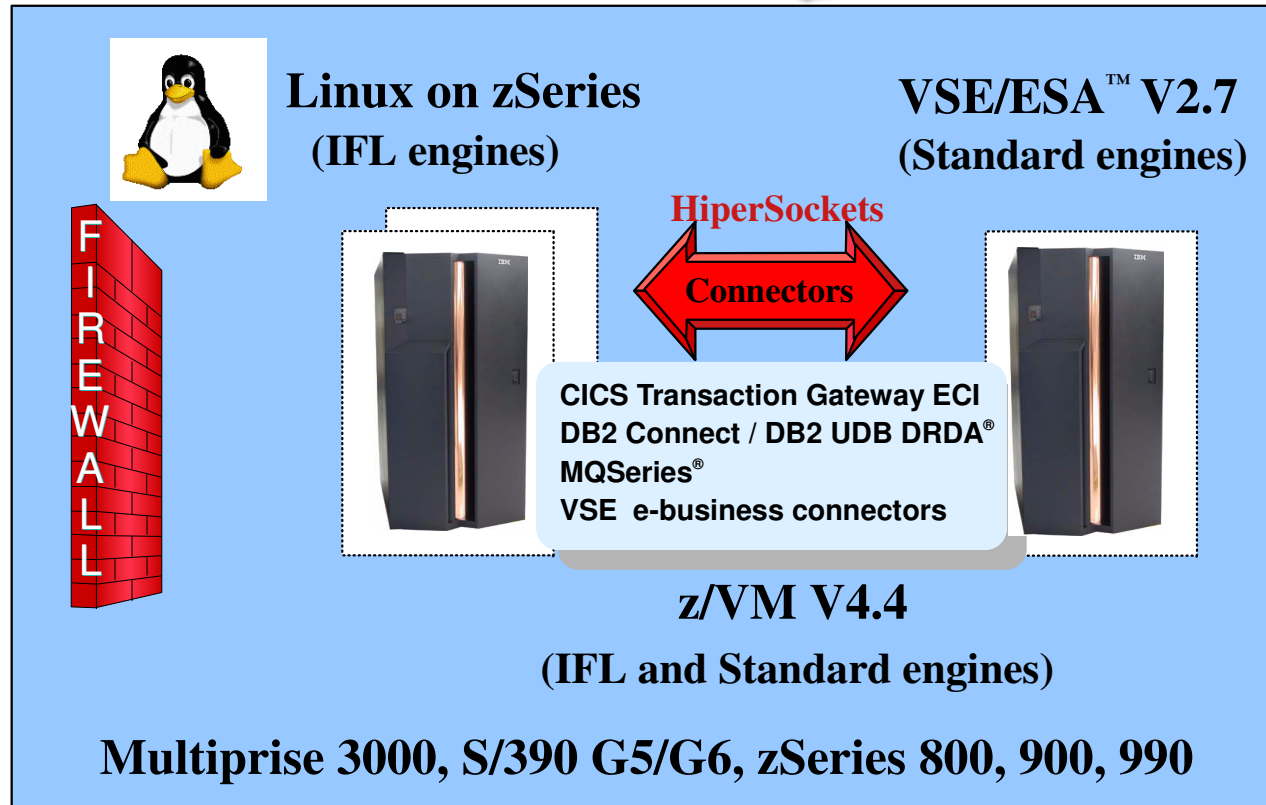 Linux on zSeries
(IFL engines)
VSE/ESA™ V2.7
(Standard engines)
FIREWALL
HiperSockets
Connectors
IBM
IBM
CICS Transaction Gateway ECI
DB2 Connect / DB2 UDB DRDA®
MQSeries®
VSE e-business connectors
z/VM V4.4
(IFL and Standard engines)
Multiprise 3000, S/390 G5/G6, zSeries 800, 900, 990